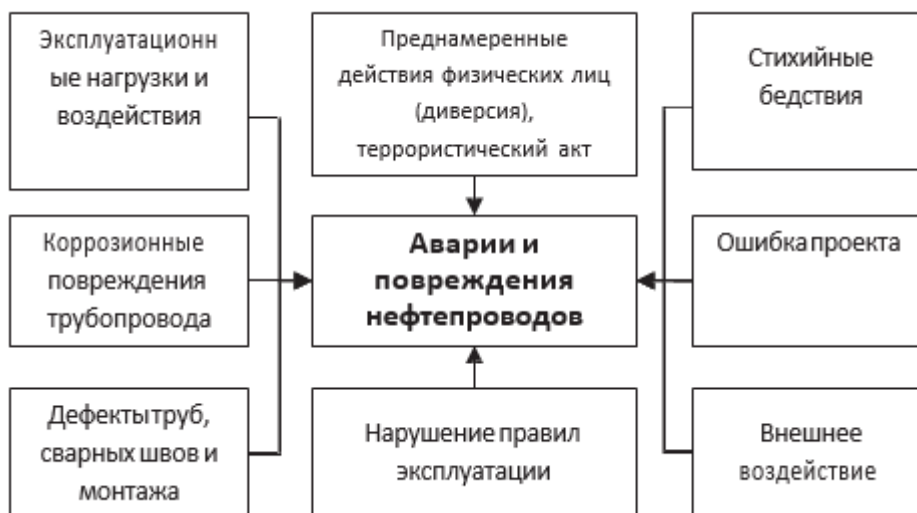 Эксплуатационн
ые нагрузки и
воздействия
Преднамеренные
действия физических лиц
(диверсия),
террористический акт
Стихийные
бедствия
Коррозионные
повреждения
трубопровода
Аварии и
повреждения
нефтепроводов
Ошибка проекта
Дефекты труб,
сварных швов и
монтажа
Нарушение правил
эксплуатации
Внешнее
воздействие